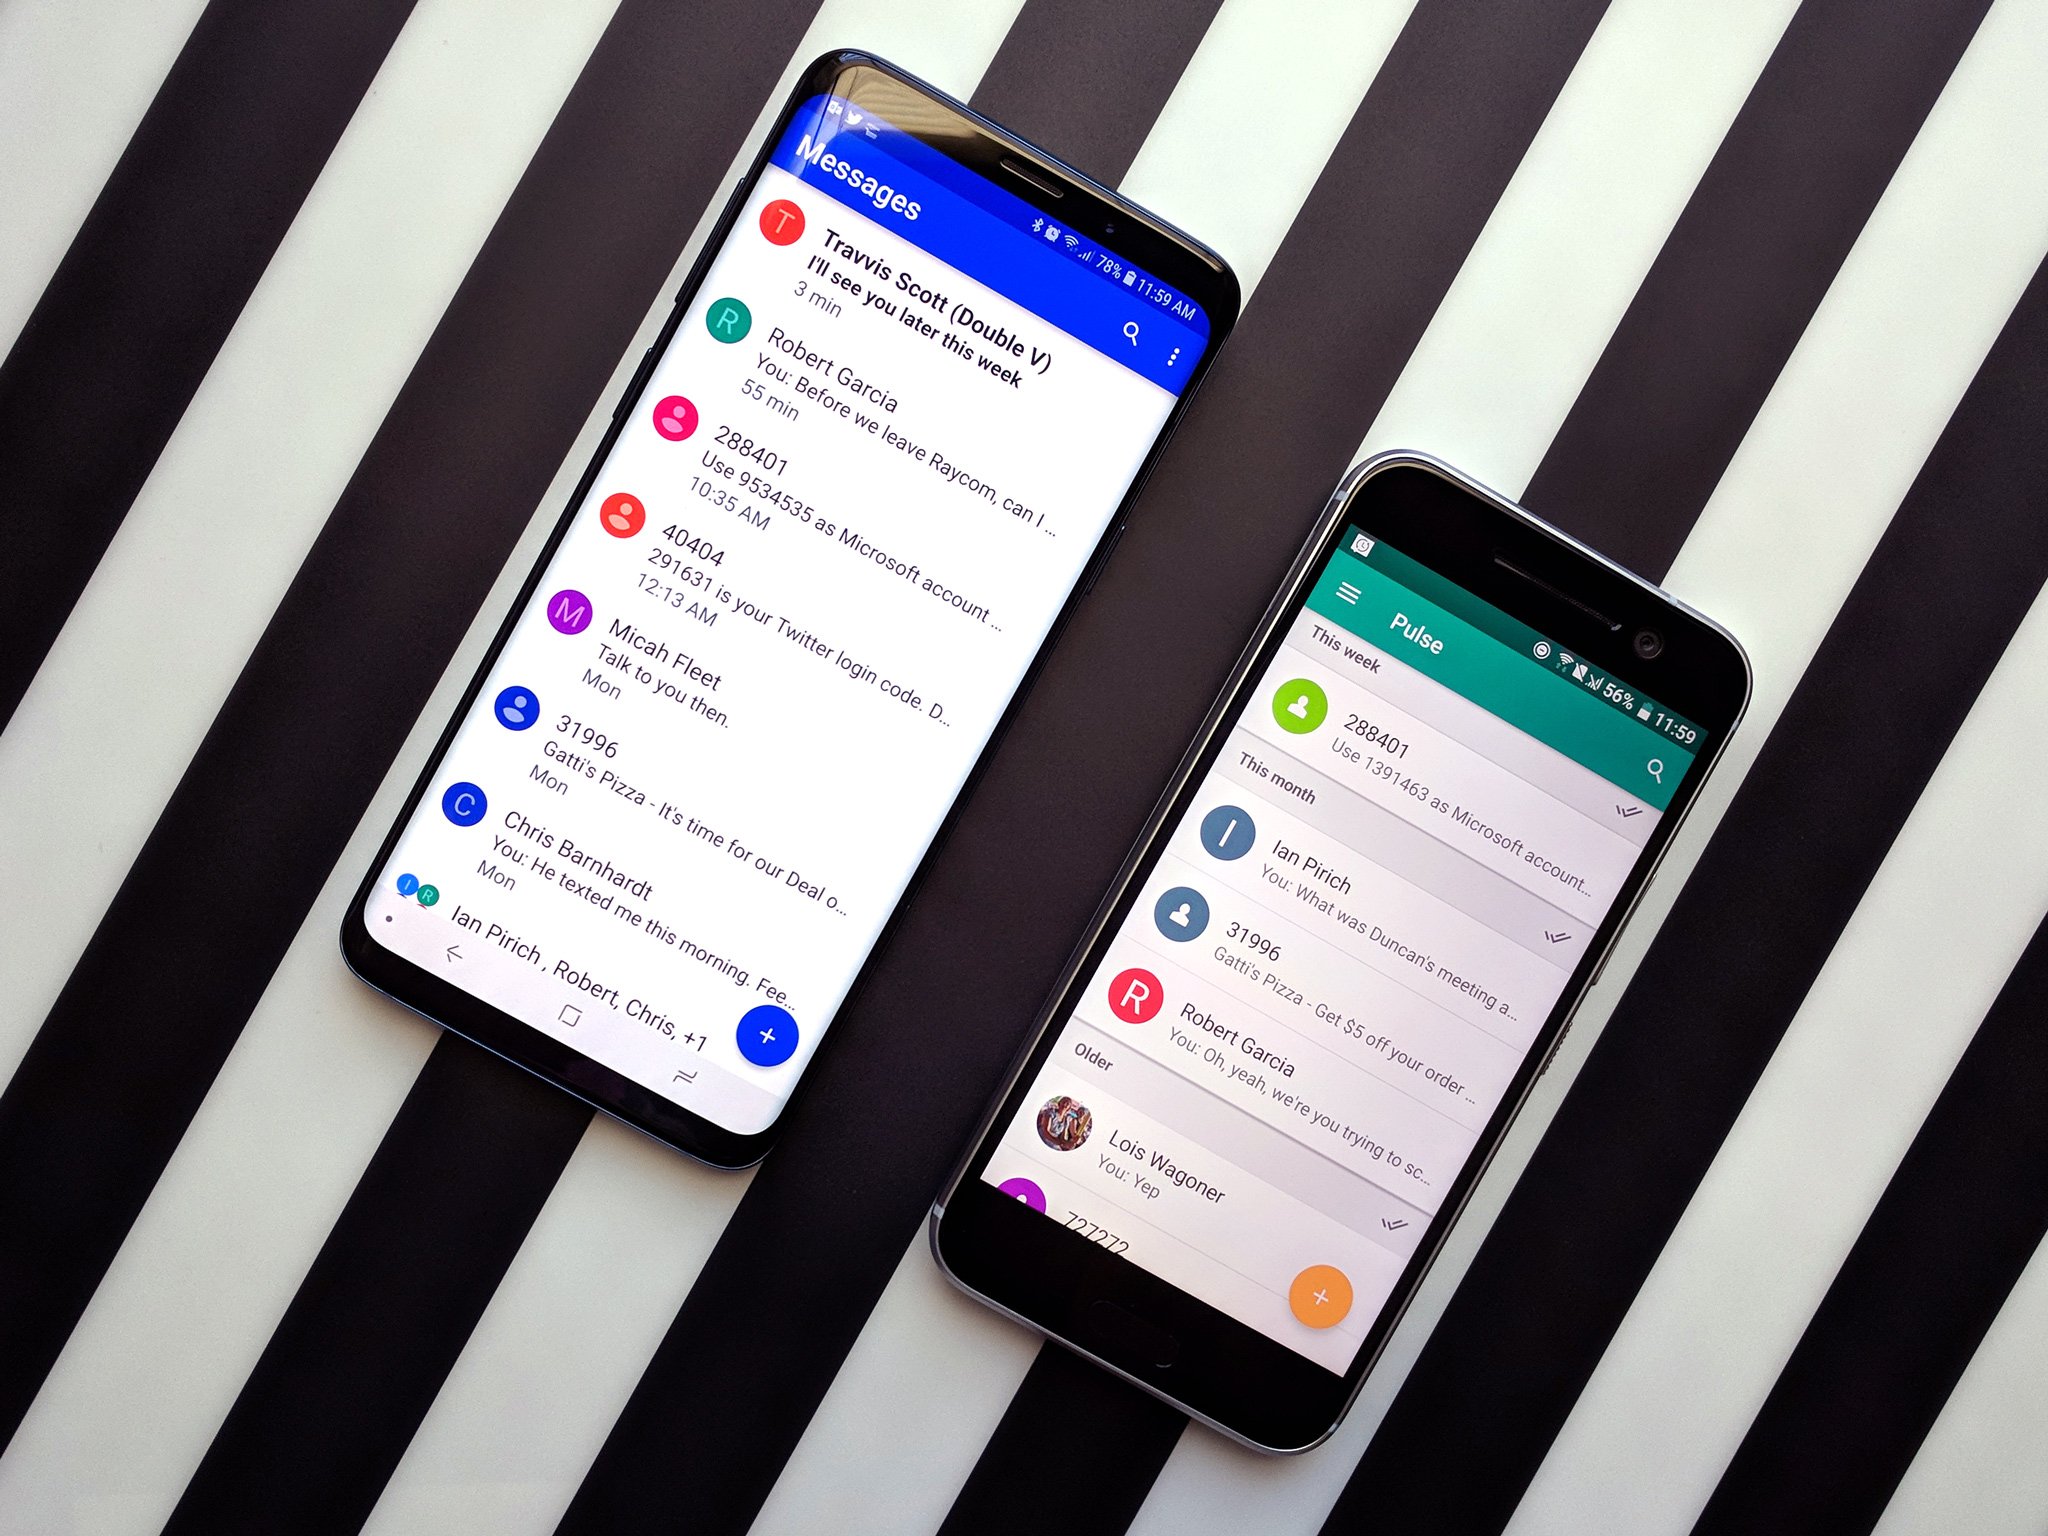 78% 11:59 AM
Messages
T
Travvis Scott (Double V)
I'll see you later this week
3 min
R
Robert Garcia
You: Before we leave Raycom, can I ...
55 min
288401
Use 9534535 as Microsoft account ...
10:35 AM
40404
291631 is your Twitter login code. D...
12:13 AM
M
Micah Fleet
Talk to you then.
Mon
31996
Gatti's Pizza - It's time for our Deal o...
Mon
C
Chris Barnhardt
You: He texted me this morning. Fee...
Mon
I R
Ian Pirich , Robert, Chris, +1
+
56% 11:59
Pulse
This week
288401
Use 1391463 as Microsoft account...
This month
I
Ian Pirich
You: What was Duncan's meeting a...
31996
Gatti's Pizza - Get $5 off your order ...
R
Robert Garcia
You: Oh, yeah, we're you trying to sc...
Older
Lois Wagoner
You: Yep
727272
+